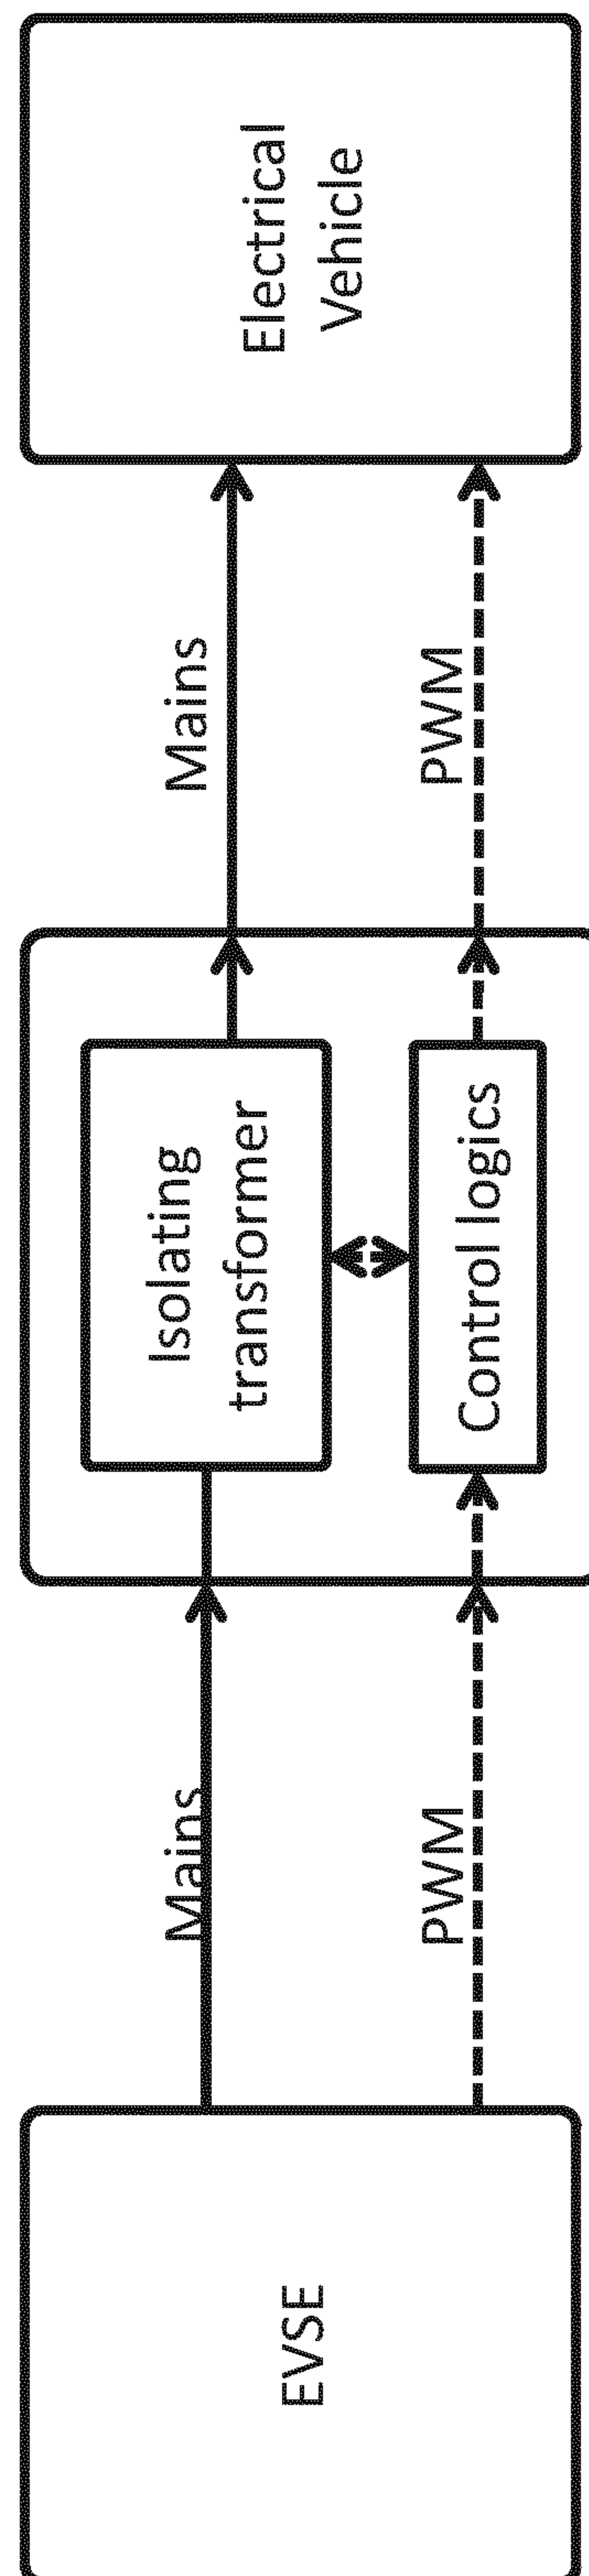 EVSE
Mains
PWM
Isolating
transformer
Control logics
Mains
PWM
Electrical
Vehicle